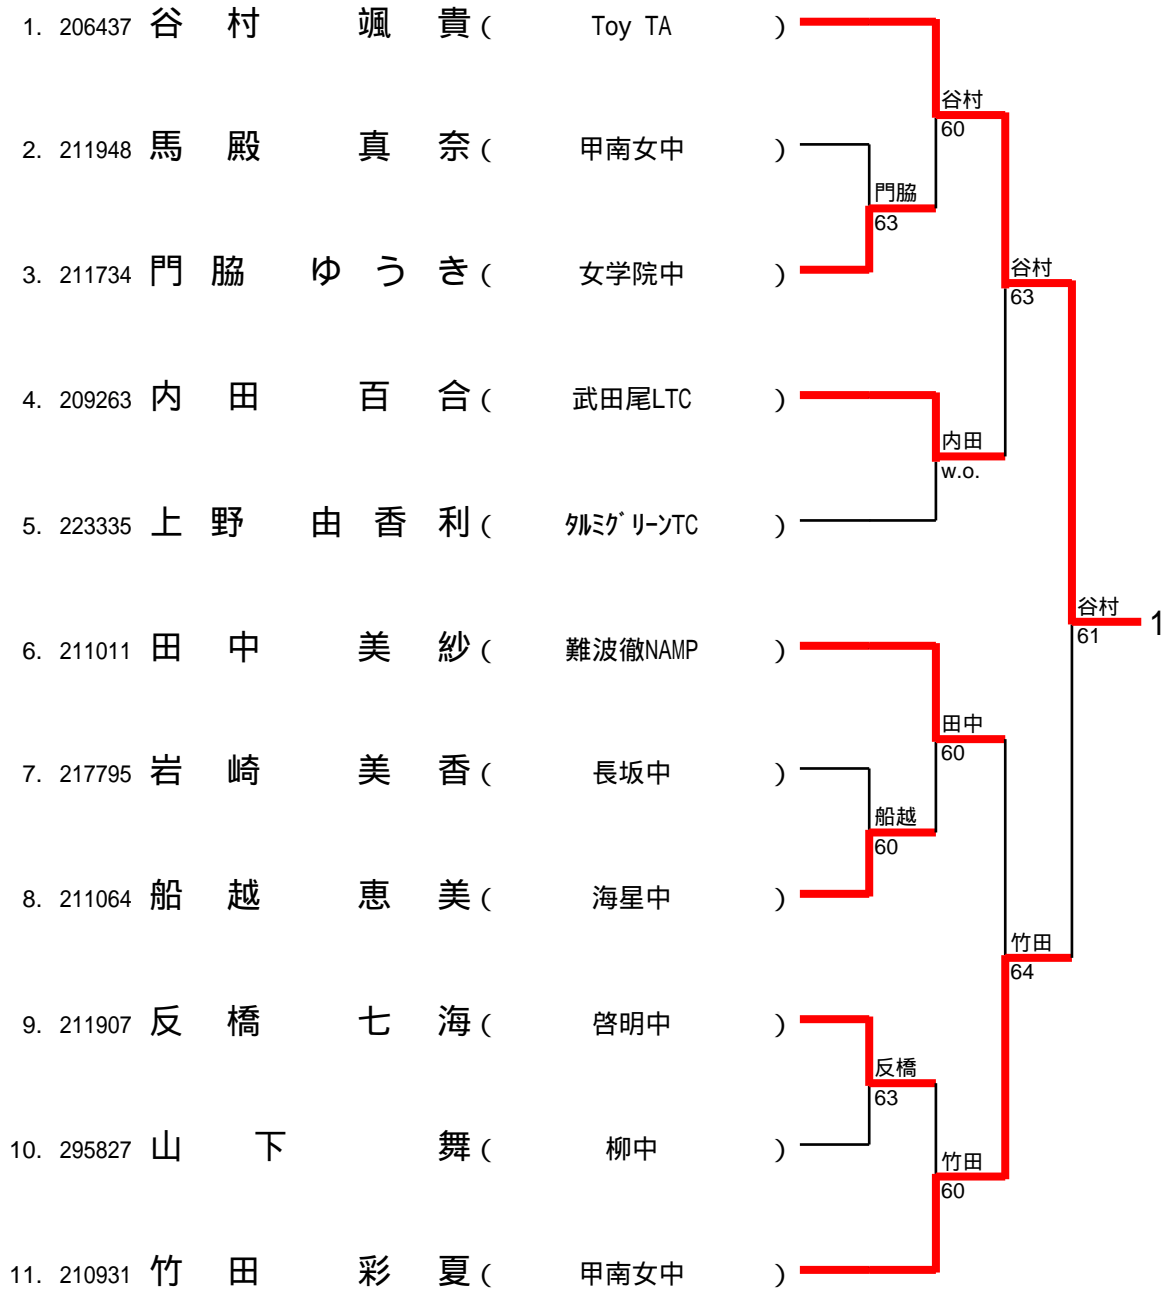 1. 206437 谷村 颯貴 ( Toy TA )
谷村
60
2. 211948 馬殿 真奈 ( 甲南女中 )
門脇
63
3. 211734 門脇 ゆうき ( 女学院中 )
谷村
63
4. 209263 内田 百合 ( 武田尾LTC )
内田
w.o.
5. 223335 上野 由香利 ( ﾀﾙﾐｸﾞﾘｰﾝTC )
谷村
61
1
6. 211011 田中 美紗 ( 難波徹NAMP )
田中
60
7. 217795 岩崎 美香 ( 長坂中 )
船越
60
8. 211064 船越 恵美 ( 海星中 )
竹田
64
9. 211907 反橋 七海 ( 啓明中 )
反橋
63
10. 295827 山下 舞 ( 柳中 )
竹田
60
11. 210931 竹田 彩夏 ( 甲南女中 )